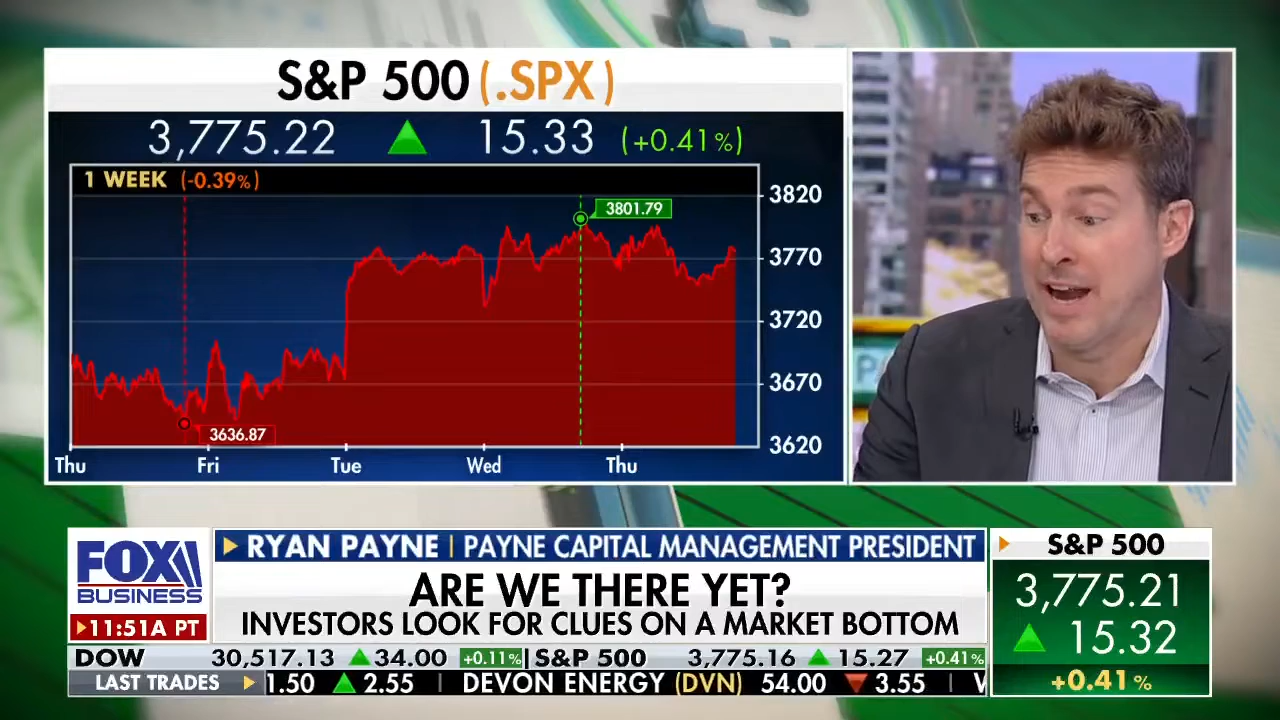 S&P 500 (.SPX)
3,775.22 ▲ 15.33 (+0.41%)
1 WEEK (-0.39%)
3820
3801.79
3770
3720
3670
3636.87
3620
Thu Fri Tue Wed Thu
FOX BUSINESS
11:51A PT
RYAN PAYNE | PAYNE CAPITAL MANAGEMENT PRESIDENT
ARE WE THERE YET?
INVESTORS LOOK FOR CLUES ON A MARKET BOTTOM
DOW 30,517.13 ▲ 34.00 +0.11% | S&P 500 3,775.16 ▲ 15.27 +0.41%
LAST TRADES 1.50 ▲ 2.55 | DEVON ENERGY (DVN) 54.00 ▼ 3.55 |
S&P 500
3,775.21
▲ 15.32
+0.41%